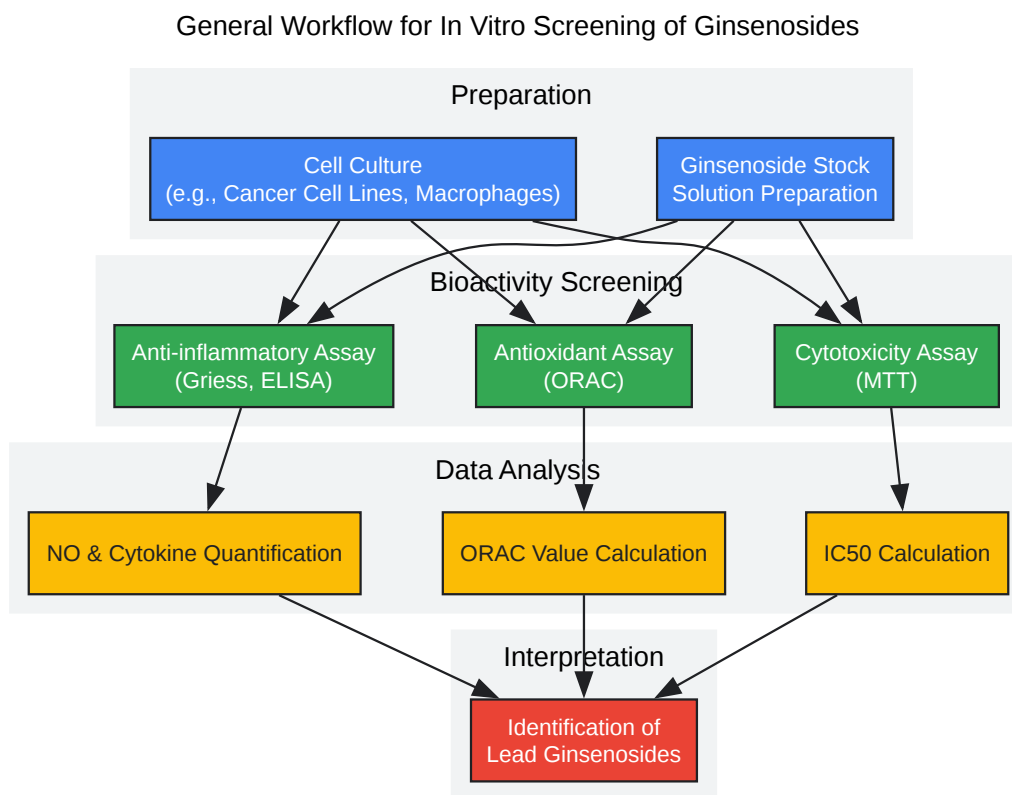 General Workflow for In Vitro Screening of Ginsenosides
Preparation
Cell Culture
(e.g., Cancer Cell Lines, Macrophages)
Ginsenoside Stock
Solution Preparation
Bioactivity Screening
Anti-inflammatory Assay
(Griess, ELISA)
Antioxidant Assay
(ORAC)
Cytotoxicity Assay
(MTT)
Data Analysis
NO & Cytokine Quantification
ORAC Value Calculation
IC50 Calculation
Interpretation
Identification of
Lead Ginsenosides